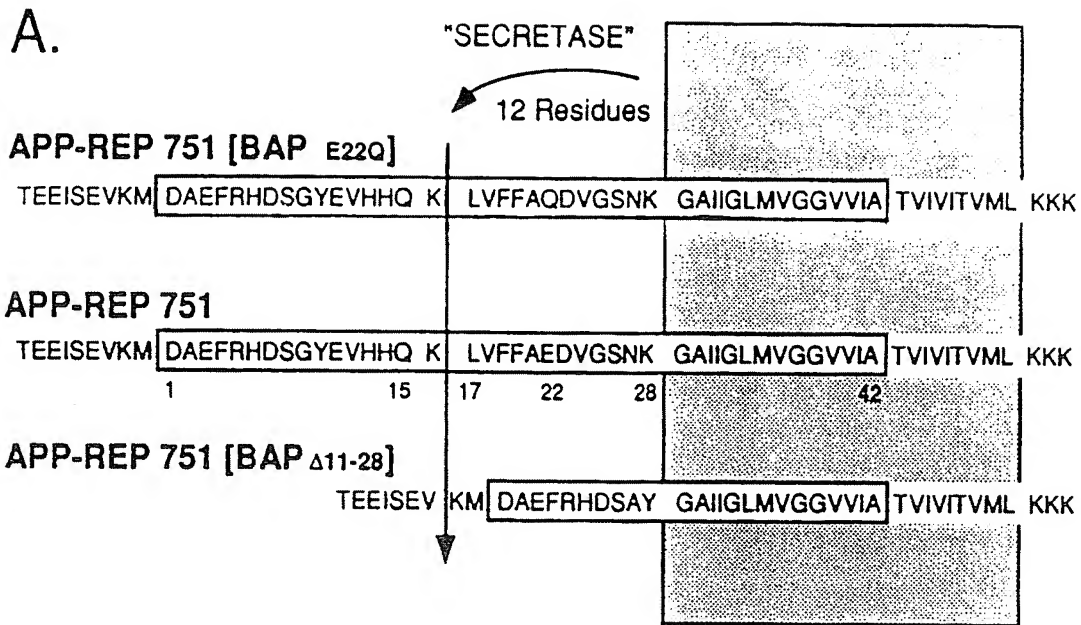 A.
"SECRETASE"
12 Residues
APP-REP 751 [BAP E22Q]
TEEISEVKM DAEFRHDSGYEVHHQ K LVFFAQDVGSNK GAIIGLMVGGVVIA TVIVITVML KKK
APP-REP 751
TEEISEVKM DAEFRHDSGYEVHHQ K LVFFAEDVGSNK GAIIGLMVGGVVIA TVIVITVML KKK
1 15 17 22 28 42
APP-REP 751 [BAP Δ11-28]
TEEISEV KM DAEFRHDSAY GAIIGLMVGGVVIA TVIVITVML KKK